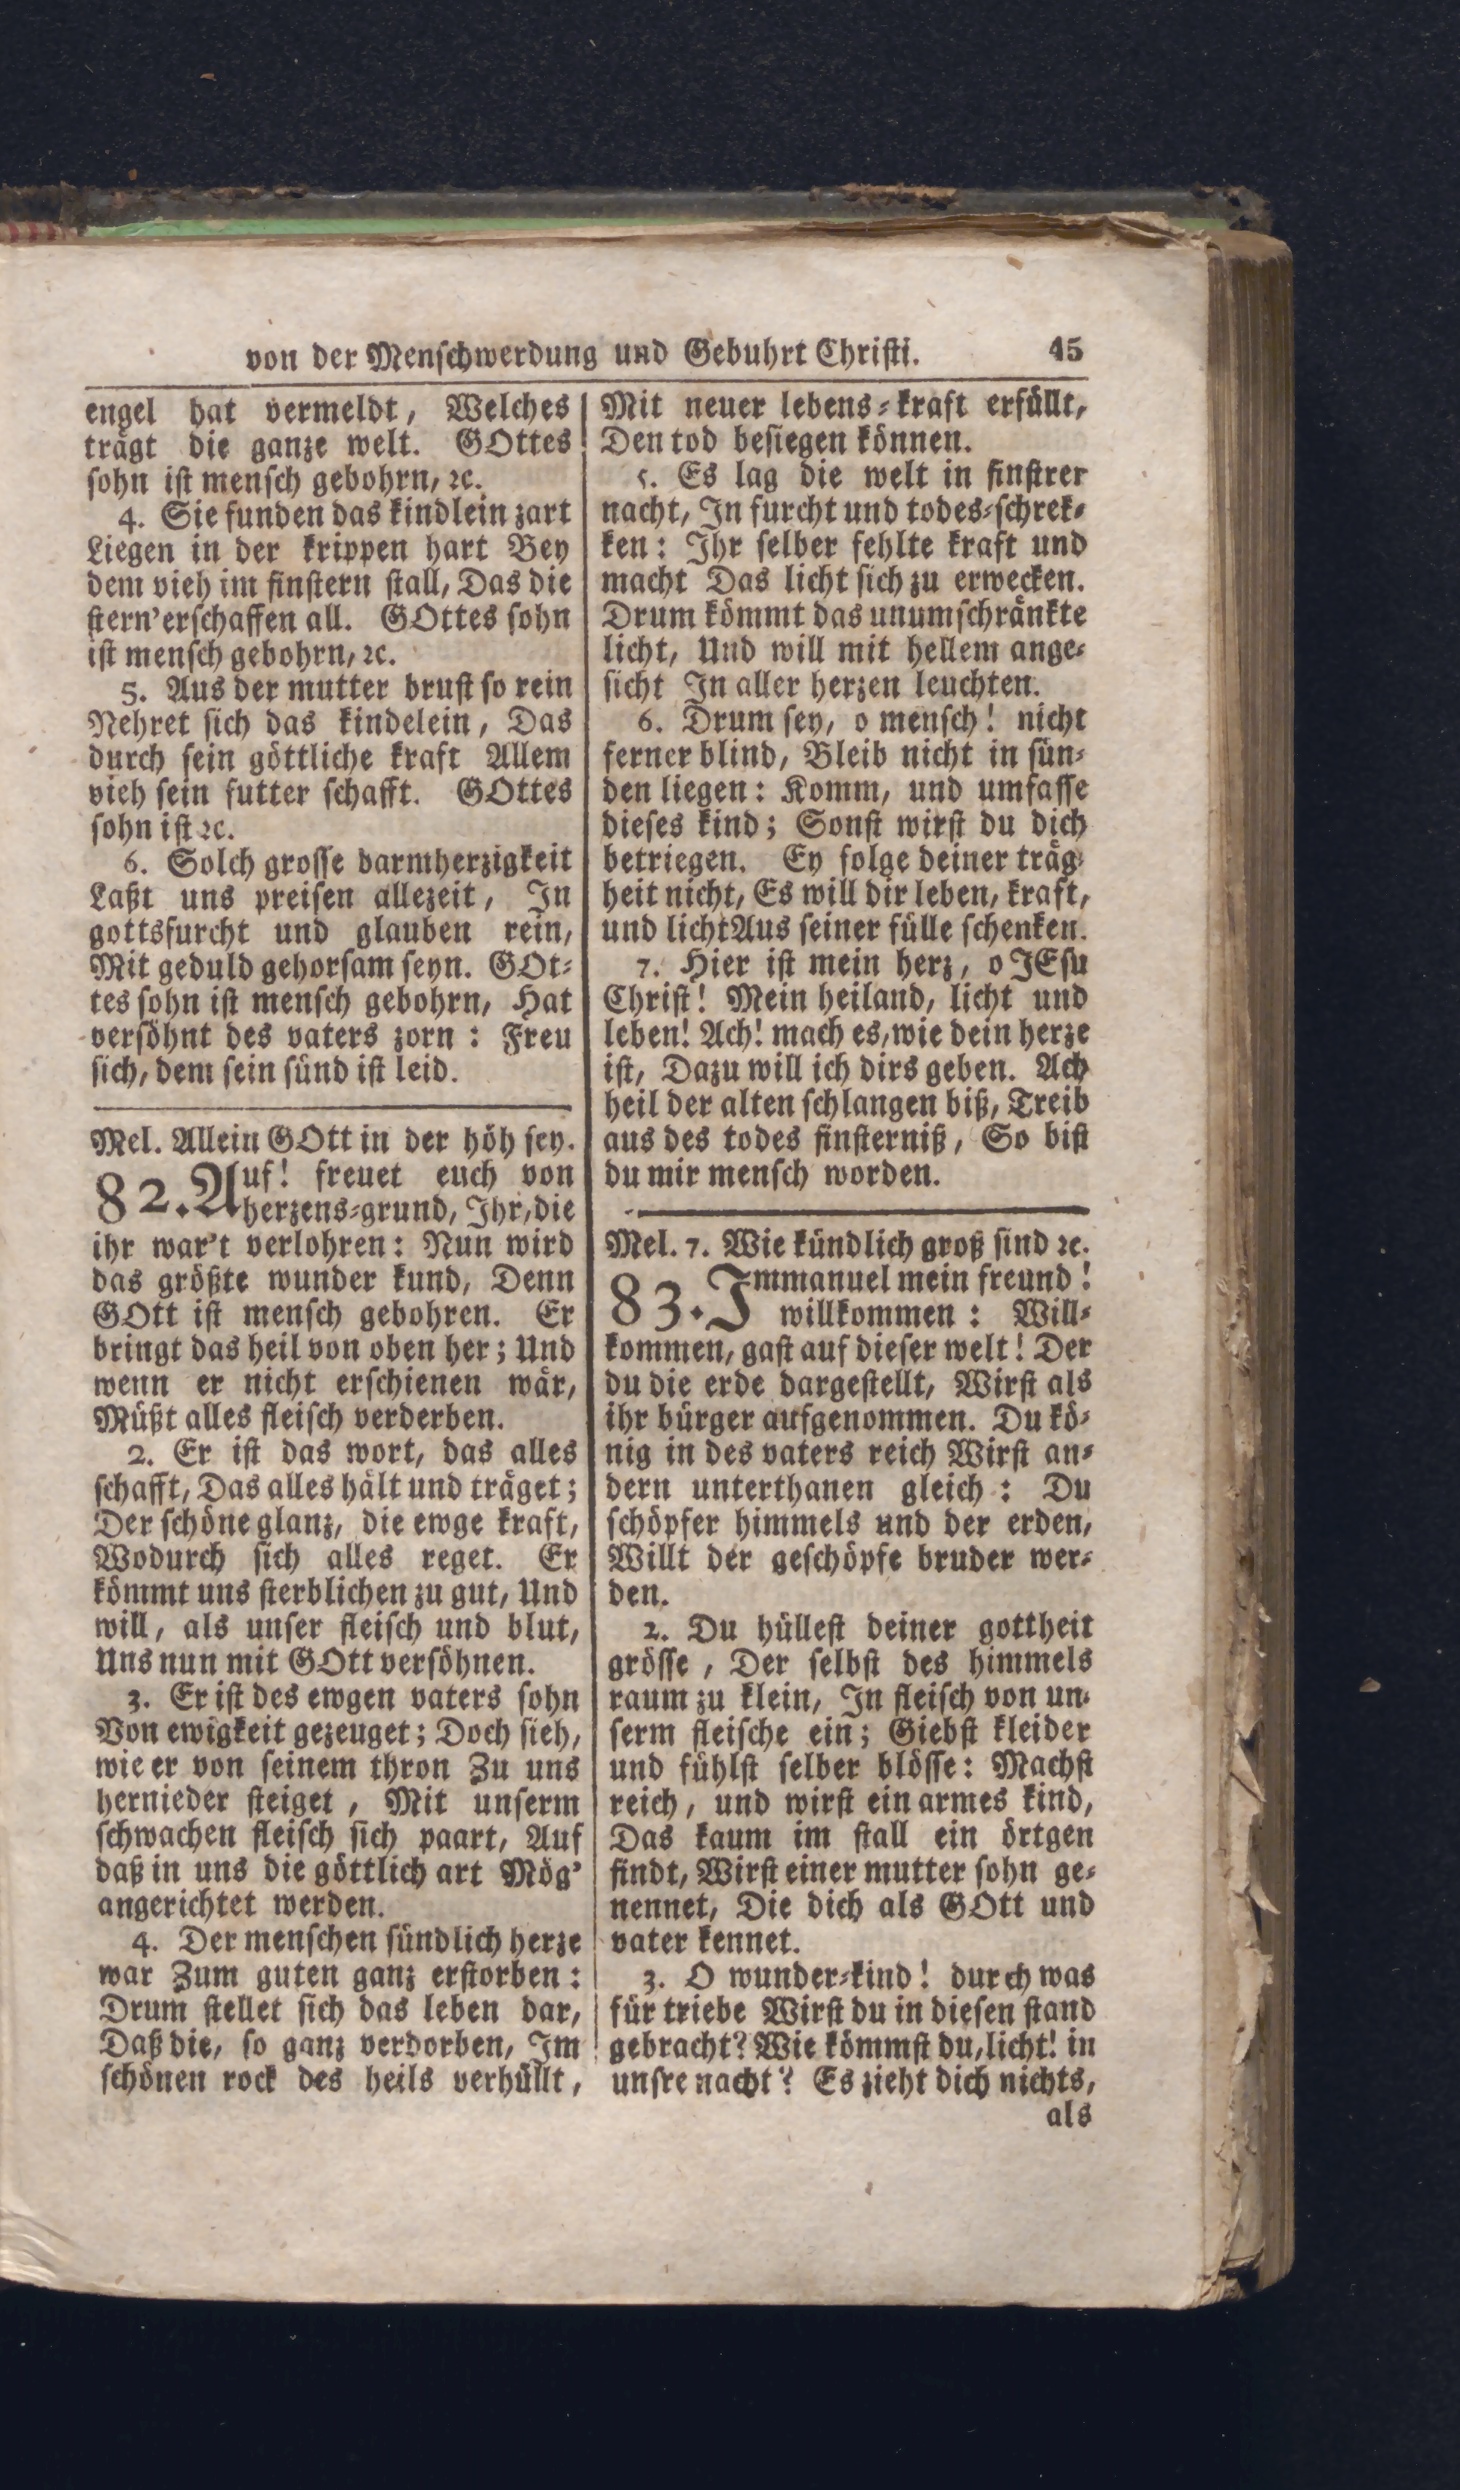 von der Menschwerdung und Gebuhrt Christi. 45
engel hat vermeldt, Welches
trägt die ganze welt. GOttes
sohn ist mensch gebohrn, ꝛc.
4. Sie funden das kindlein zart
Liegen in der krippen hart Bey
dem vieh im finstern stall, Das die
stern' erschaffen all. GOttes sohn
ist mensch gebohrn, ꝛc.
5. Aus der mutter brust so rein
Nehret sich das kindelein, Das
durch sein göttliche kraft Allem
vieh sein futter schafft. GOttes
sohn ist ꝛc.
6. Solch grosse barmherzigkeit
Laßt uns preisen allezeit, In
gottsfurcht und glauben rein,
Mit geduld gehorsam seyn. GOt-
tes sohn ist mensch gebohrn, Hat
versöhnt des vaters zorn: Freu
sich, dem sein sünd ist leid.
Mel. Allein GOtt in der höh sey.
82. Auf! freuet euch von
herzens-grund, Ihr, die
ihr war't verlohren: Nun wird
das größte wunder kund, Denn
GOtt ist mensch gebohren. Er
bringt das heil von oben her; Und
wenn er nicht erschienen wär,
Müßt alles fleisch verderben.
2. Er ist das wort, das alles
schafft, Das alles hält und träget;
Der schöne glanz, die ewge kraft,
Wodurch sich alles reget. Er
kömmt uns sterblichen zu gut, Und
will, als unser fleisch und blut,
Uns nun mit GOtt versöhnen.
3. Er ist des ewgen vaters sohn
Von ewigkeit gezeuget; Doch sieh,
wie er von seinem thron Zu uns
hernieder steiget, Mit unserm
schwachen fleisch sich paart, Auf
daß in uns die göttlich art Mög'
angerichtet werden.
4. Der menschen sündlich herze
war Zum guten ganz erstorben:
Drum stellet sich das leben dar,
Daß die, so ganz verdorben, Im
schönen rock des heils verhüllt,
Mit neuer lebens-kraft erfüllt,
Den tod besiegen können.
5. Es lag die welt in finstrer
nacht, In furcht und todes-schrek-
ken: Ihr selber fehlte kraft und
macht Das licht sich zu erwecken.
Drum kömmt das unumschränkte
licht, Und will mit hellem ange-
sicht In aller herzen leuchten.
6. Drum sey, o mensch! nicht
ferner blind, Bleib nicht in sün-
den liegen: Komm, und umfasse
dieses kind; Sonst wirst du dich
betriegen. Ey folge deiner träg-
heit nicht, Es will dir leben, kraft,
und licht Aus seiner fülle schenken.
7. Hier ist mein herz, o JEsu
Christ! Mein heiland, licht und
leben! Ach! mach es, wie dein herze
ist, Dazu will ich dirs geben. Ach
heil der alten schlangen biß, Treib
aus des todes finsterniß, So bist
du mir mensch worden.
Mel. 7. Wie kündlich groß sind ꝛc.
83. Immanuel mein freund!
willkommen: Will-
kommen, gast auf dieser welt! Der
du die erde dargestellt, Wirst als
ihr bürger aufgenommen. Du kö-
nig in des vaters reich Wirst an-
dern unterthanen gleich: Du
schöpfer himmels und der erden,
Willt der geschöpfe bruder wer-
den.
2. Du hüllest deiner gottheit
grösse, Der selbst des himmels
raum zu klein, In fleisch von un-
serm fleische ein; Giebst kleider
und fühlst selber blösse: Machst
reich, und wirst ein armes kind,
Das kaum im stall ein örtgen
findt, Wirst einer mutter sohn ge-
nennet, Die dich als GOtt und
vater kennet.
3. O wunder-kind! durch was
für triebe Wirst du in diesen stand
gebracht? Wie kömmst du, licht! in
unsre nacht? Es zieht dich nichts,
als